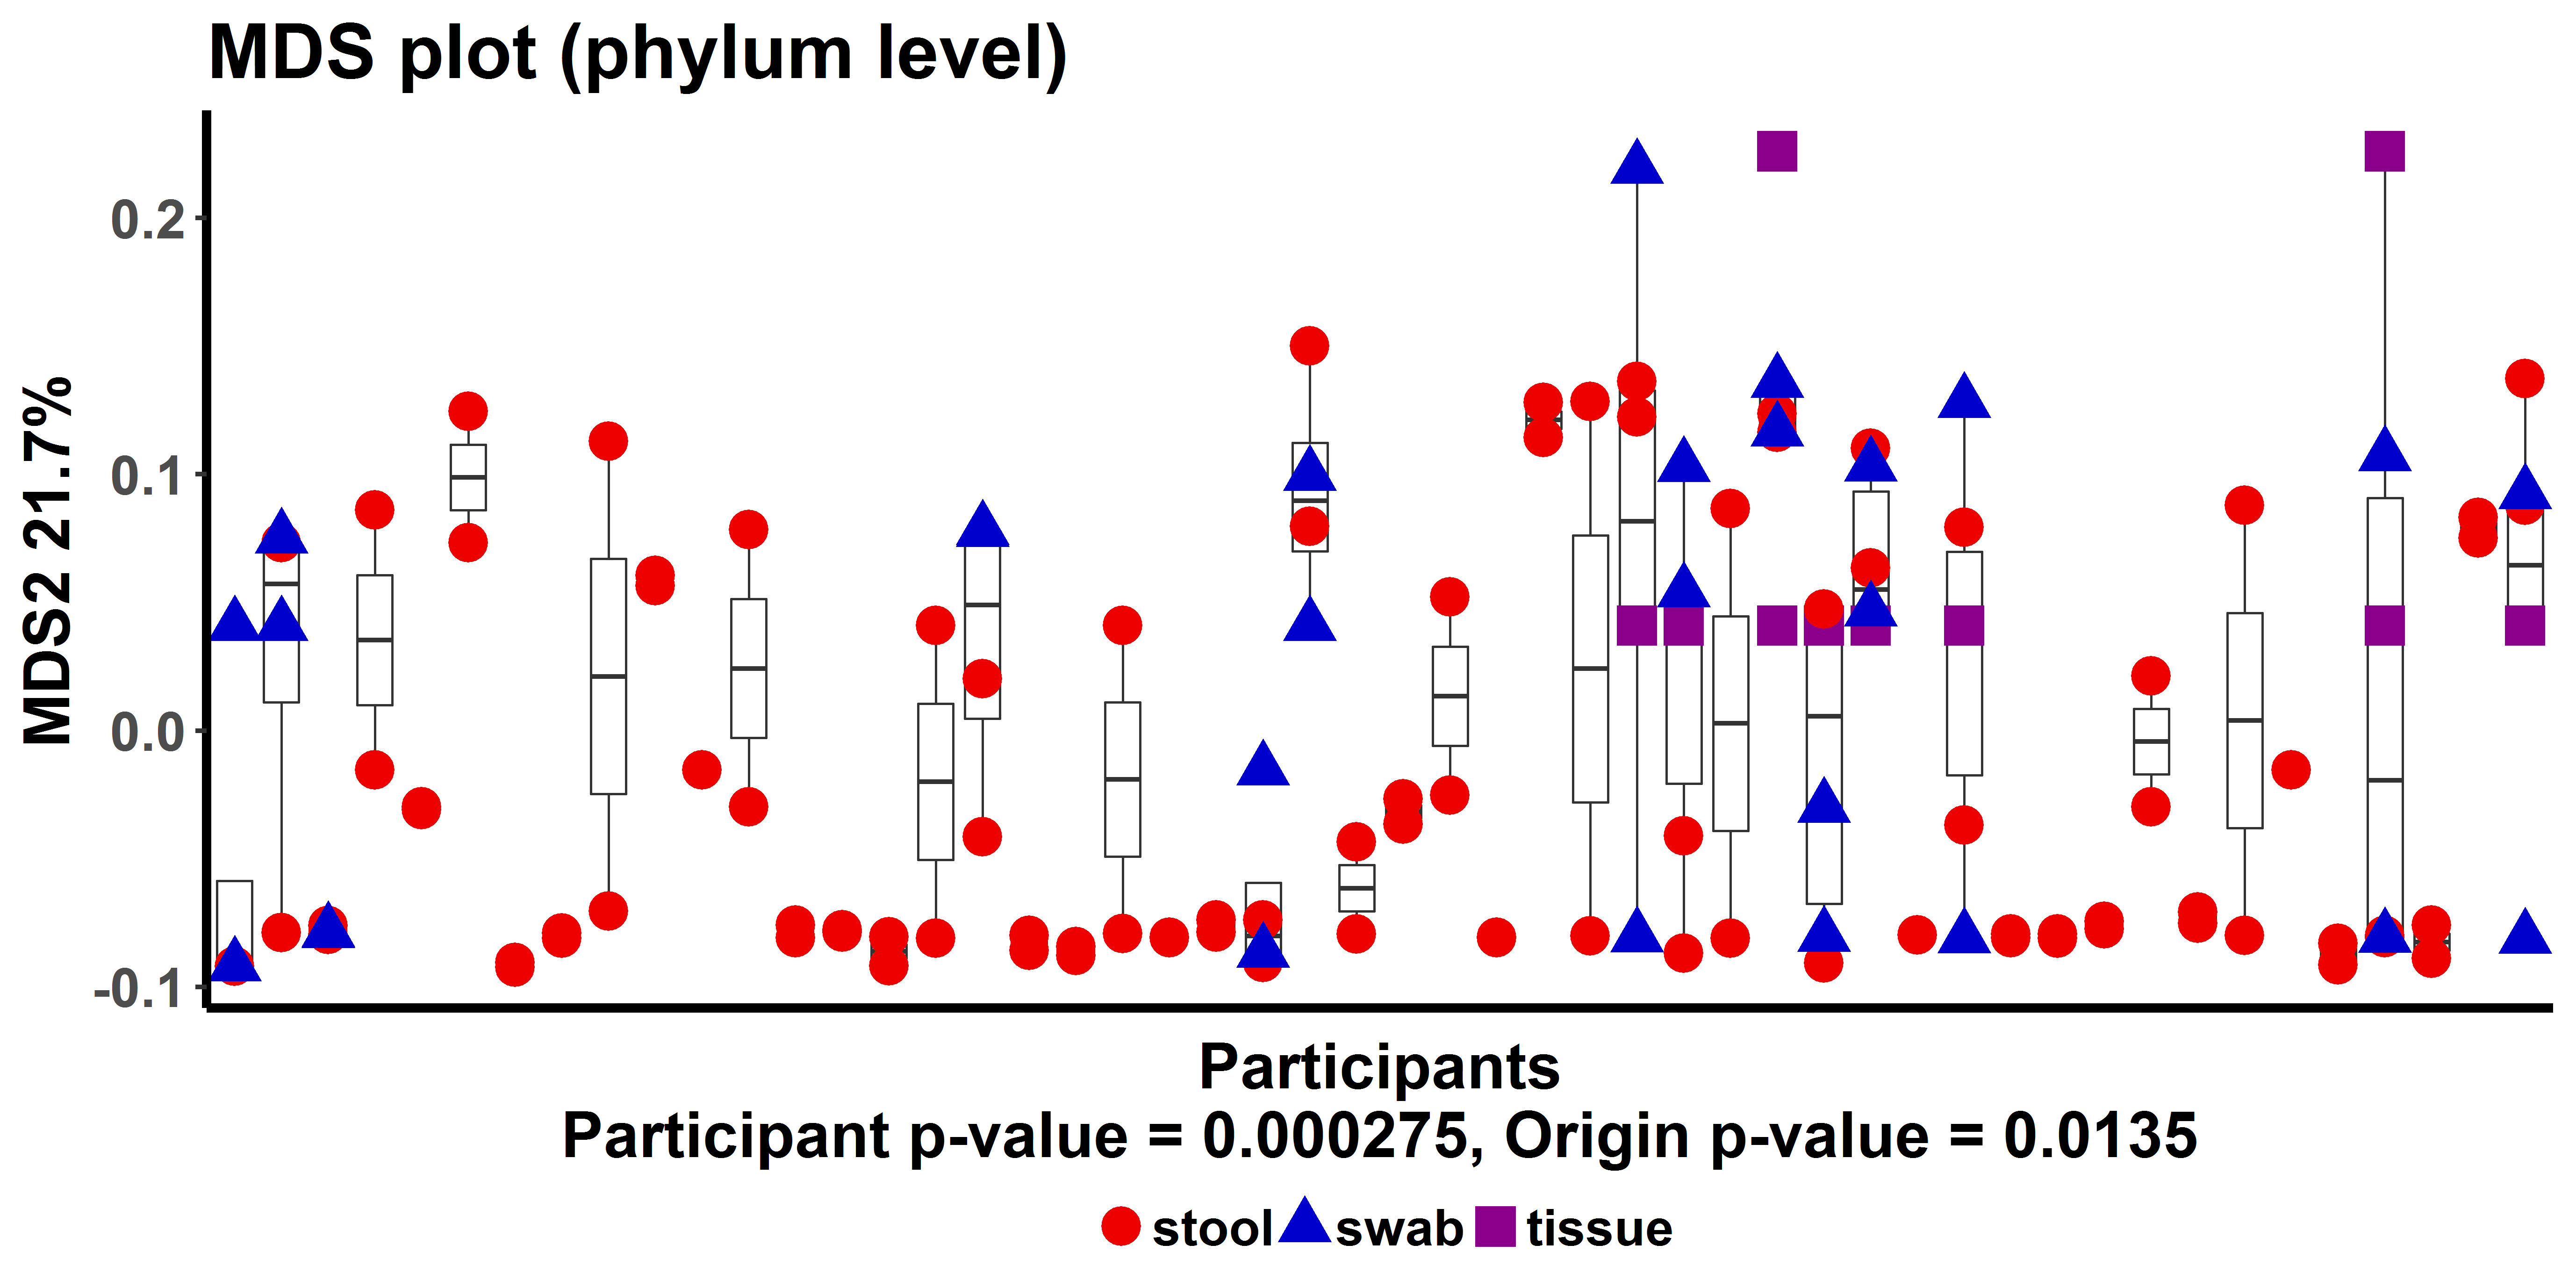 MDS plot (phylum level)
MDS2 21.7%
0.2
0.1
0.0
-0.1
Participants
Participant p-value = 0.000275, Origin p-value = 0.0135
stool swab tissue